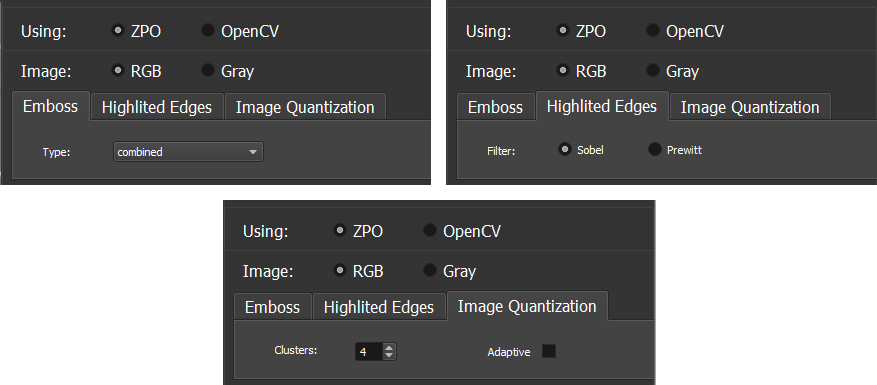 Using: ZPO OpenCV
Image: RGB Gray
Emboss Highlited Edges Image Quantization
Type: combined
Using: ZPO OpenCV
Image: RGB Gray
Emboss Highlited Edges Image Quantization
Filter: Sobel Prewitt
Using: ZPO OpenCV
Image: RGB Gray
Emboss Highlited Edges Image Quantization
Clusters: 4 Adaptive